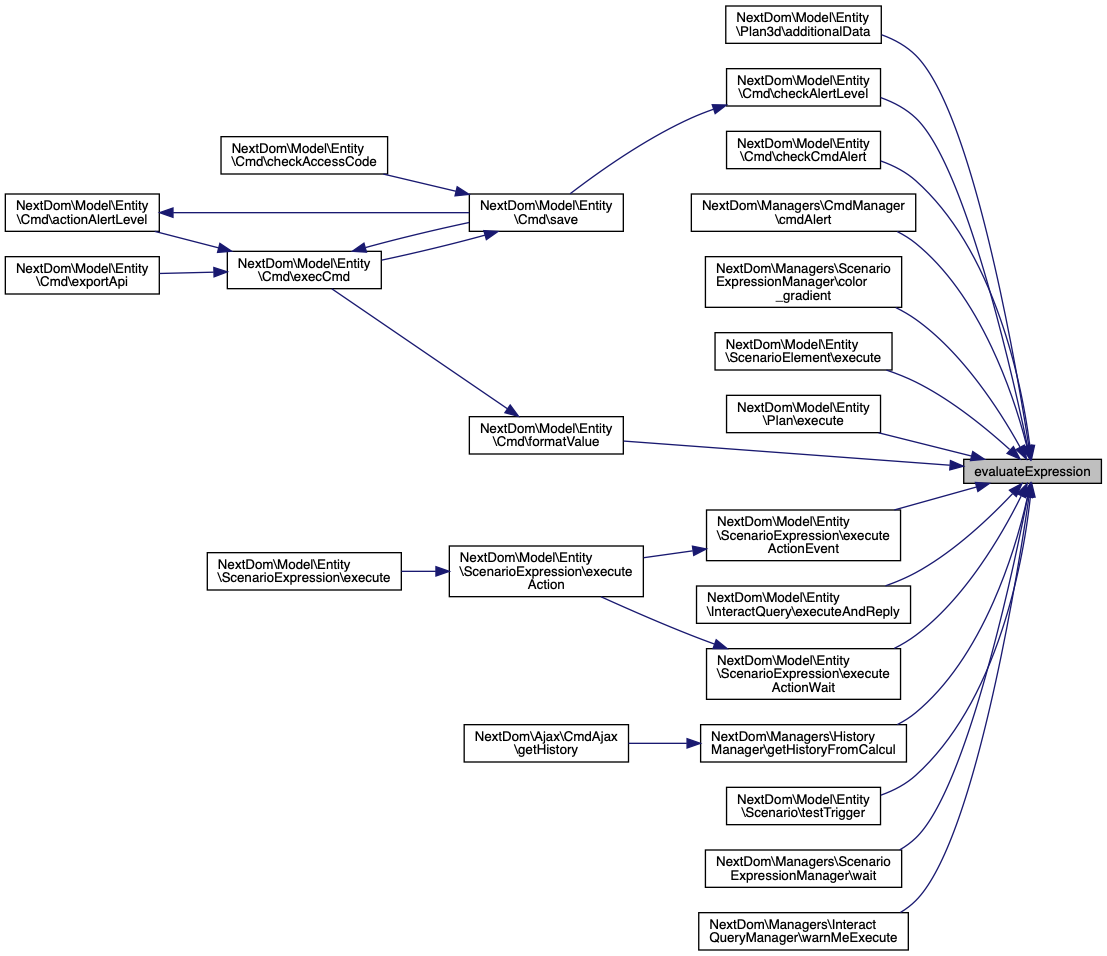 NextDom\Model\Entity
\Plan3d\additionalData
NextDom\Model\Entity
\Cmd\checkAlertLevel
NextDom\Model\Entity
\Cmd\checkCmdAlert
NextDom\Model\Entity
\Cmd\checkAccessCode
NextDom\Model\Entity
\Cmd\actionAlertLevel
NextDom\Model\Entity
\Cmd\save
NextDom\Managers\CmdManager
\cmdAlert
NextDom\Model\Entity
\Cmd\exportApi
NextDom\Model\Entity
\Cmd\execCmd
NextDom\Managers\Scenario
ExpressionManager\color
_gradient
NextDom\Model\Entity
\ScenarioElement\execute
NextDom\Model\Entity
\Plan\execute
NextDom\Model\Entity
\Cmd\formatValue
evaluateExpression
NextDom\Model\Entity
\ScenarioExpression\execute
ActionEvent
NextDom\Model\Entity
\ScenarioExpression\execute
NextDom\Model\Entity
\ScenarioExpression\execute
Action
NextDom\Model\Entity
\InteractQuery\executeAndReply
NextDom\Model\Entity
\ScenarioExpression\execute
ActionWait
NextDom\Ajax\CmdAjax
\getHistory
NextDom\Managers\History
Manager\getHistoryFromCalcul
NextDom\Model\Entity
\Scenario\testTrigger
NextDom\Managers\Scenario
ExpressionManager\wait
NextDom\Managers\Interact
QueryManager\warnMeExecute